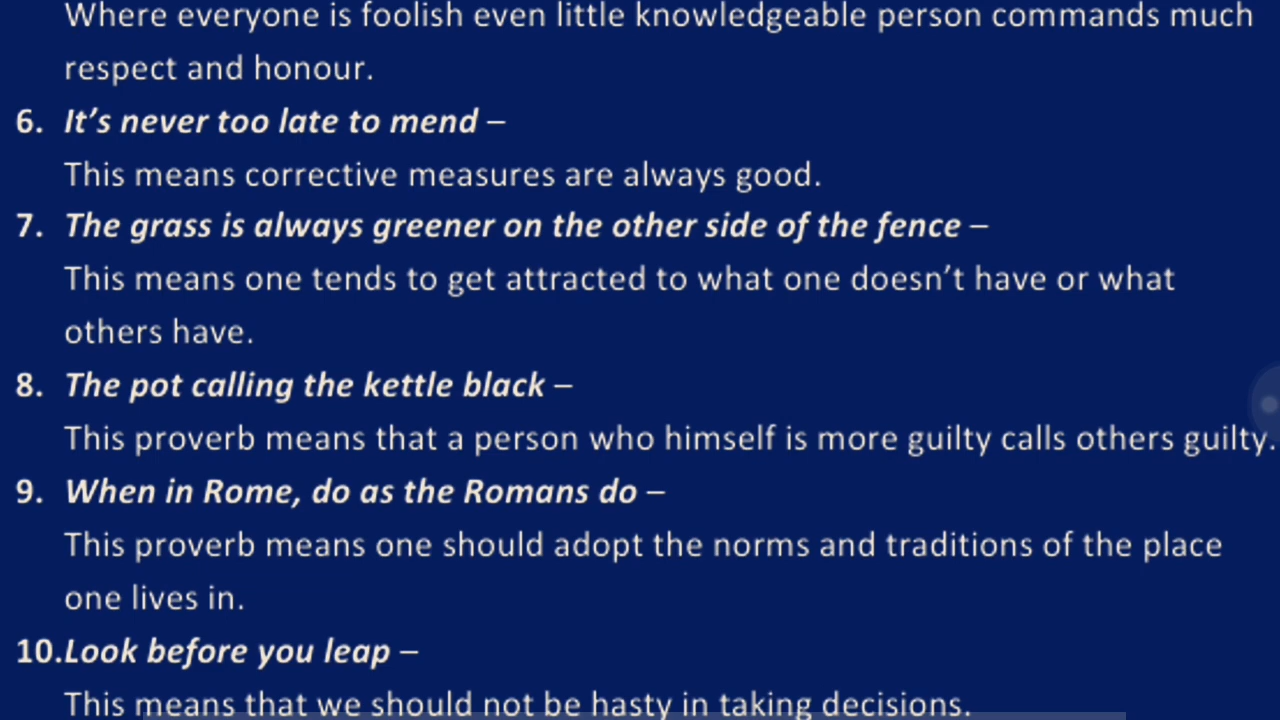 Where everyone is foolish even little knowledgeable person commands much
respect and honour.
6. It’s never too late to mend –
This means corrective measures are always good.
7. The grass is always greener on the other side of the fence –
This means one tends to get attracted to what one doesn’t have or what
others have.
8. The pot calling the kettle black –
This proverb means that a person who himself is more guilty calls others guilty.
9. When in Rome, do as the Romans do –
This proverb means one should adopt the norms and traditions of the place
one lives in.
10.Look before you leap –
This means that we should not be hasty in taking decisions.